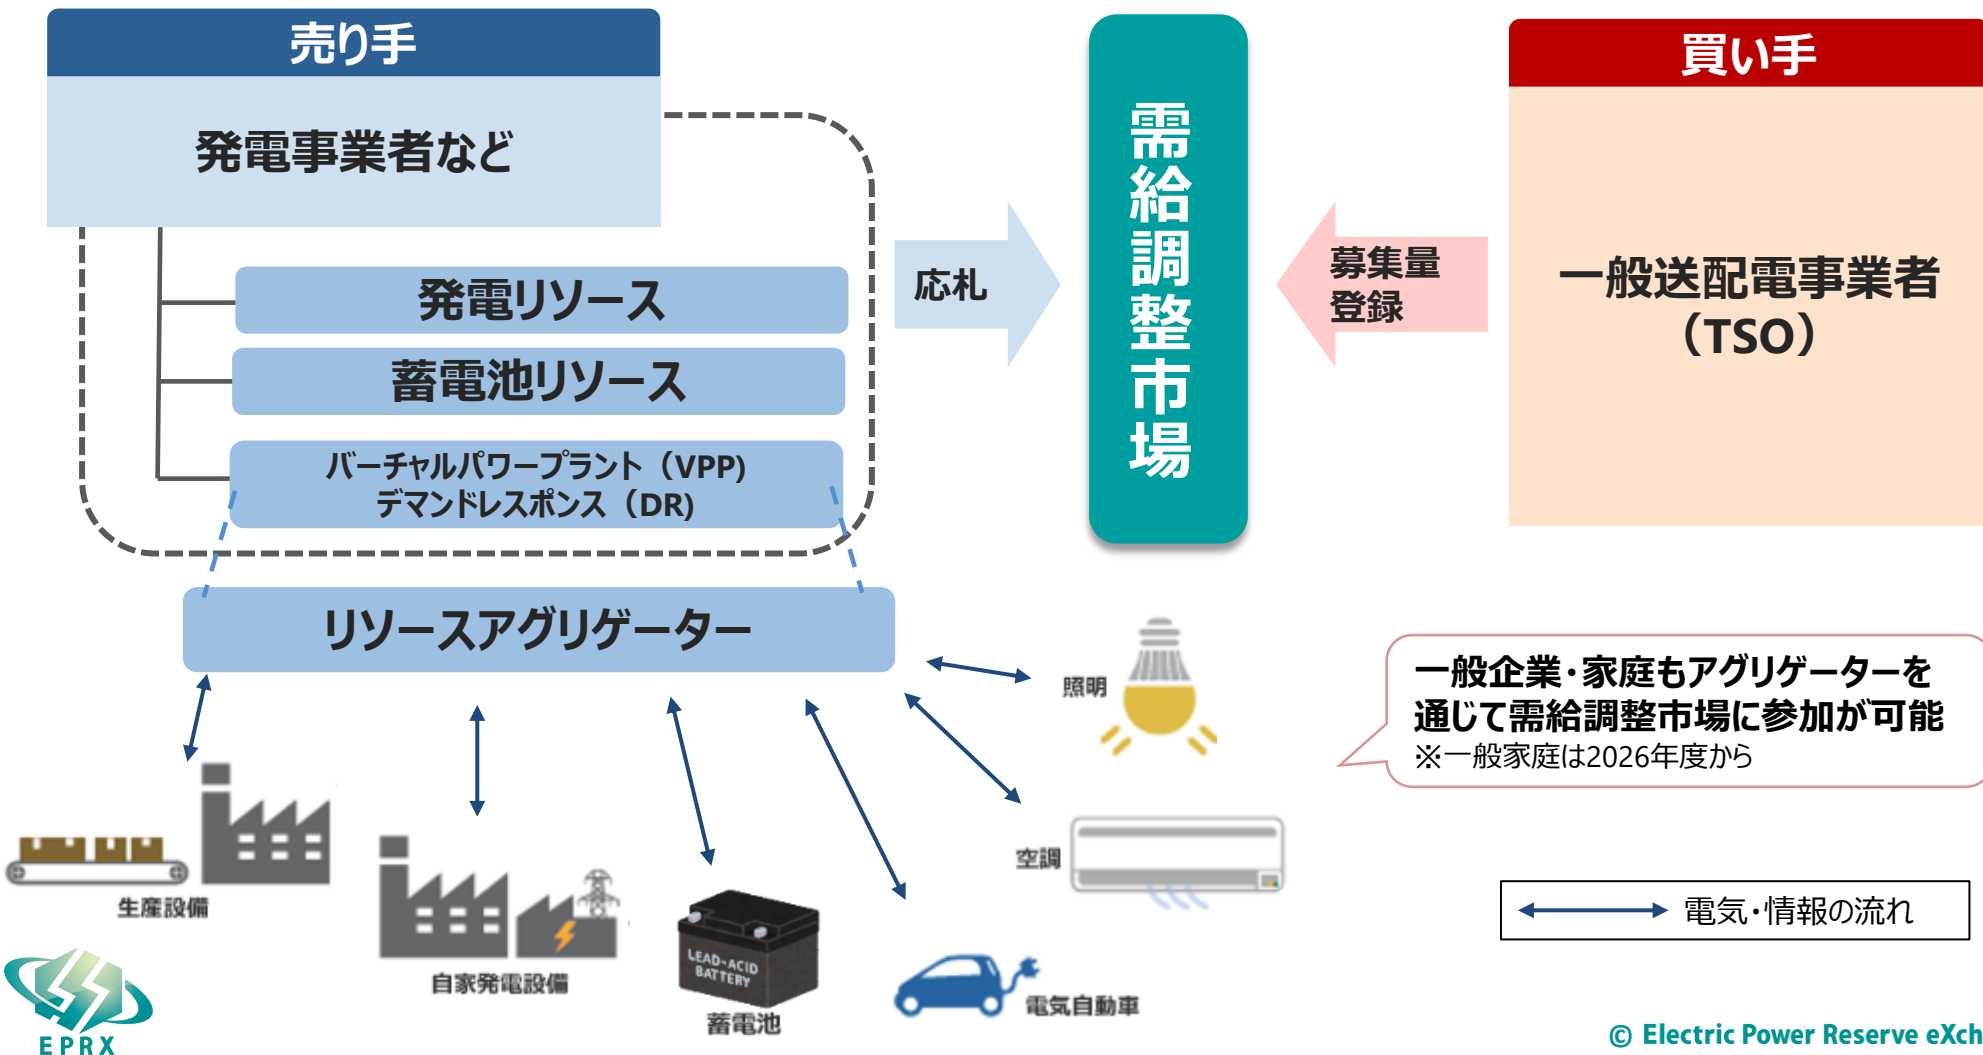 売り手
発電事業者など
発電リソース
蓄電池リソース
バーチャルパワープラント（VPP)
デマンドレスポンス（DR)
リソースアグリゲーター
応札
需給調整市場
募集量
登録
買い手
一般送配電事業者
（TSO）
一般企業・家庭もアグリゲーターを
通じて需給調整市場に参加が可能
※一般家庭は2026年度から
照明
空調
生産設備
自家発電設備
LEAD-ACID
BATTERY
蓄電池
電気自動車
電気・情報の流れ
EPRX
© Electric Power Reserve eXch